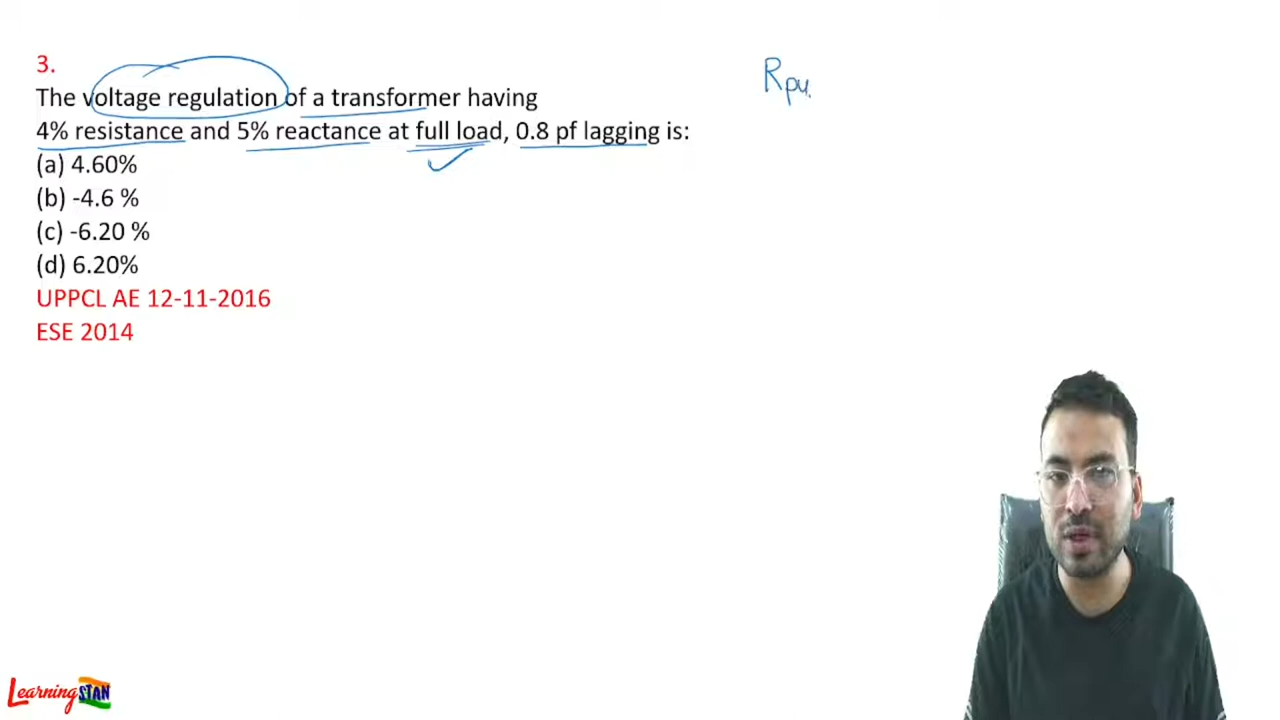 3.
The voltage regulation of a transformer having
4% resistance and 5% reactance at full load, 0.8 pf lagging is:
(a) 4.60%
(b) -4.6 %
(c) -6.20 %
(d) 6.20%
UPPCL AE 12-11-2016
ESE 2014
Rpu.
LearningSTAN